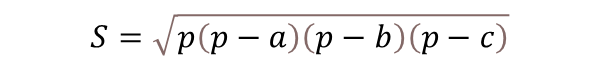 S = √p(p − a)(p − b)(p − c)